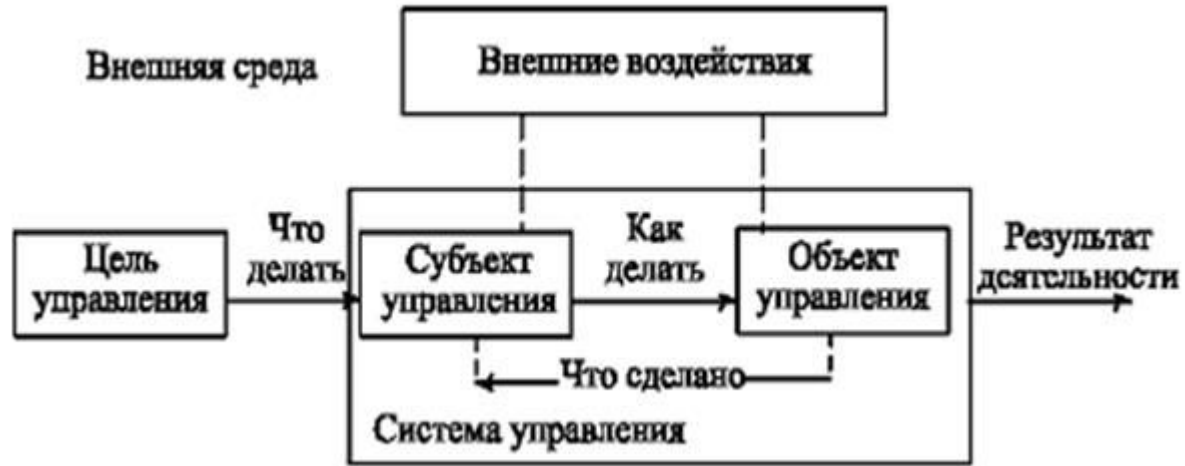 Внешняя среда
Внешние воздействия
Цель
управления
Что
делать
Субъект
управления
Как
делать
Объект
управления
Результат
деятельности
Что сделано
Система управления